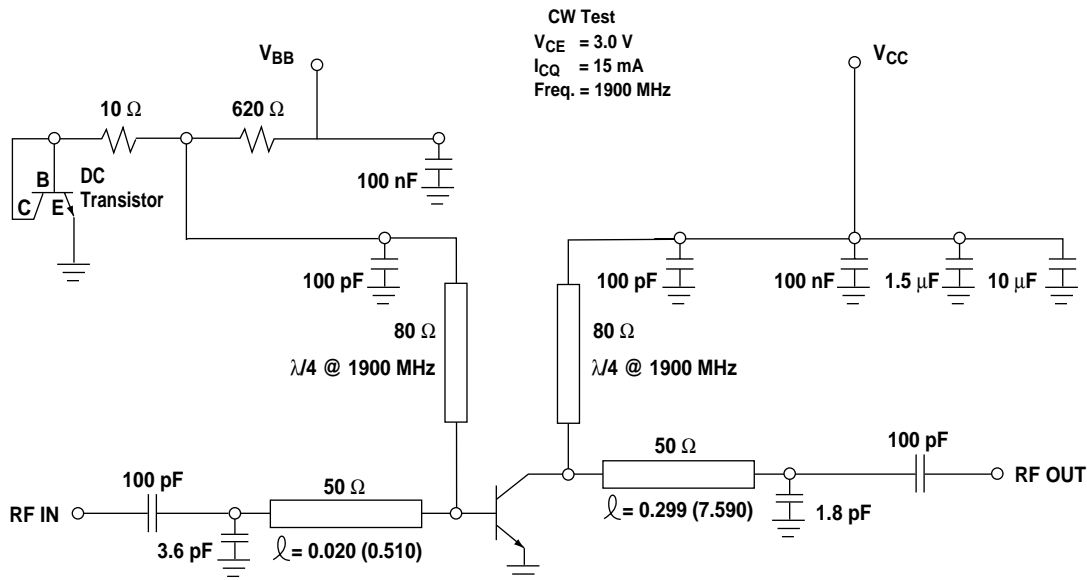 CW Test
V_CE = 3.0 V
I_CQ = 15 mA
Freq. = 1900 MHz
V_BB
V_CC
10 Ω
620 Ω
B
C
E
DC
Transistor
100 nF
100 pF
100 pF
100 nF
1.5 μF
10 μF
80 Ω
λ/4 @ 1900 MHz
80 Ω
λ/4 @ 1900 MHz
RF IN
100 pF
3.6 pF
50 Ω
ℓ = 0.020 (0.510)
50 Ω
ℓ = 0.299 (7.590)
1.8 pF
100 pF
RF OUT